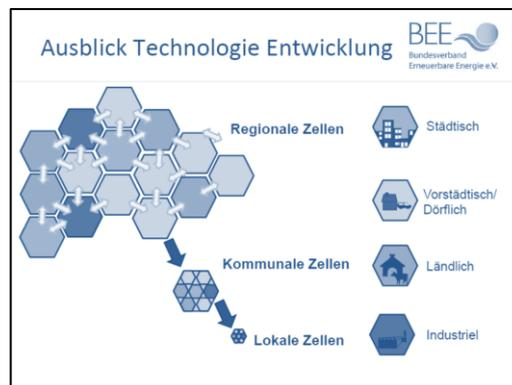 Ausblick Technologie Entwicklung
BEE
Bundesverband
Erneuerbare Energie e.V.
Regionale Zellen
Städtisch
Vorstädtisch/
Dörflich
Kommunale Zellen
Ländlich
Lokale Zellen
Industriel